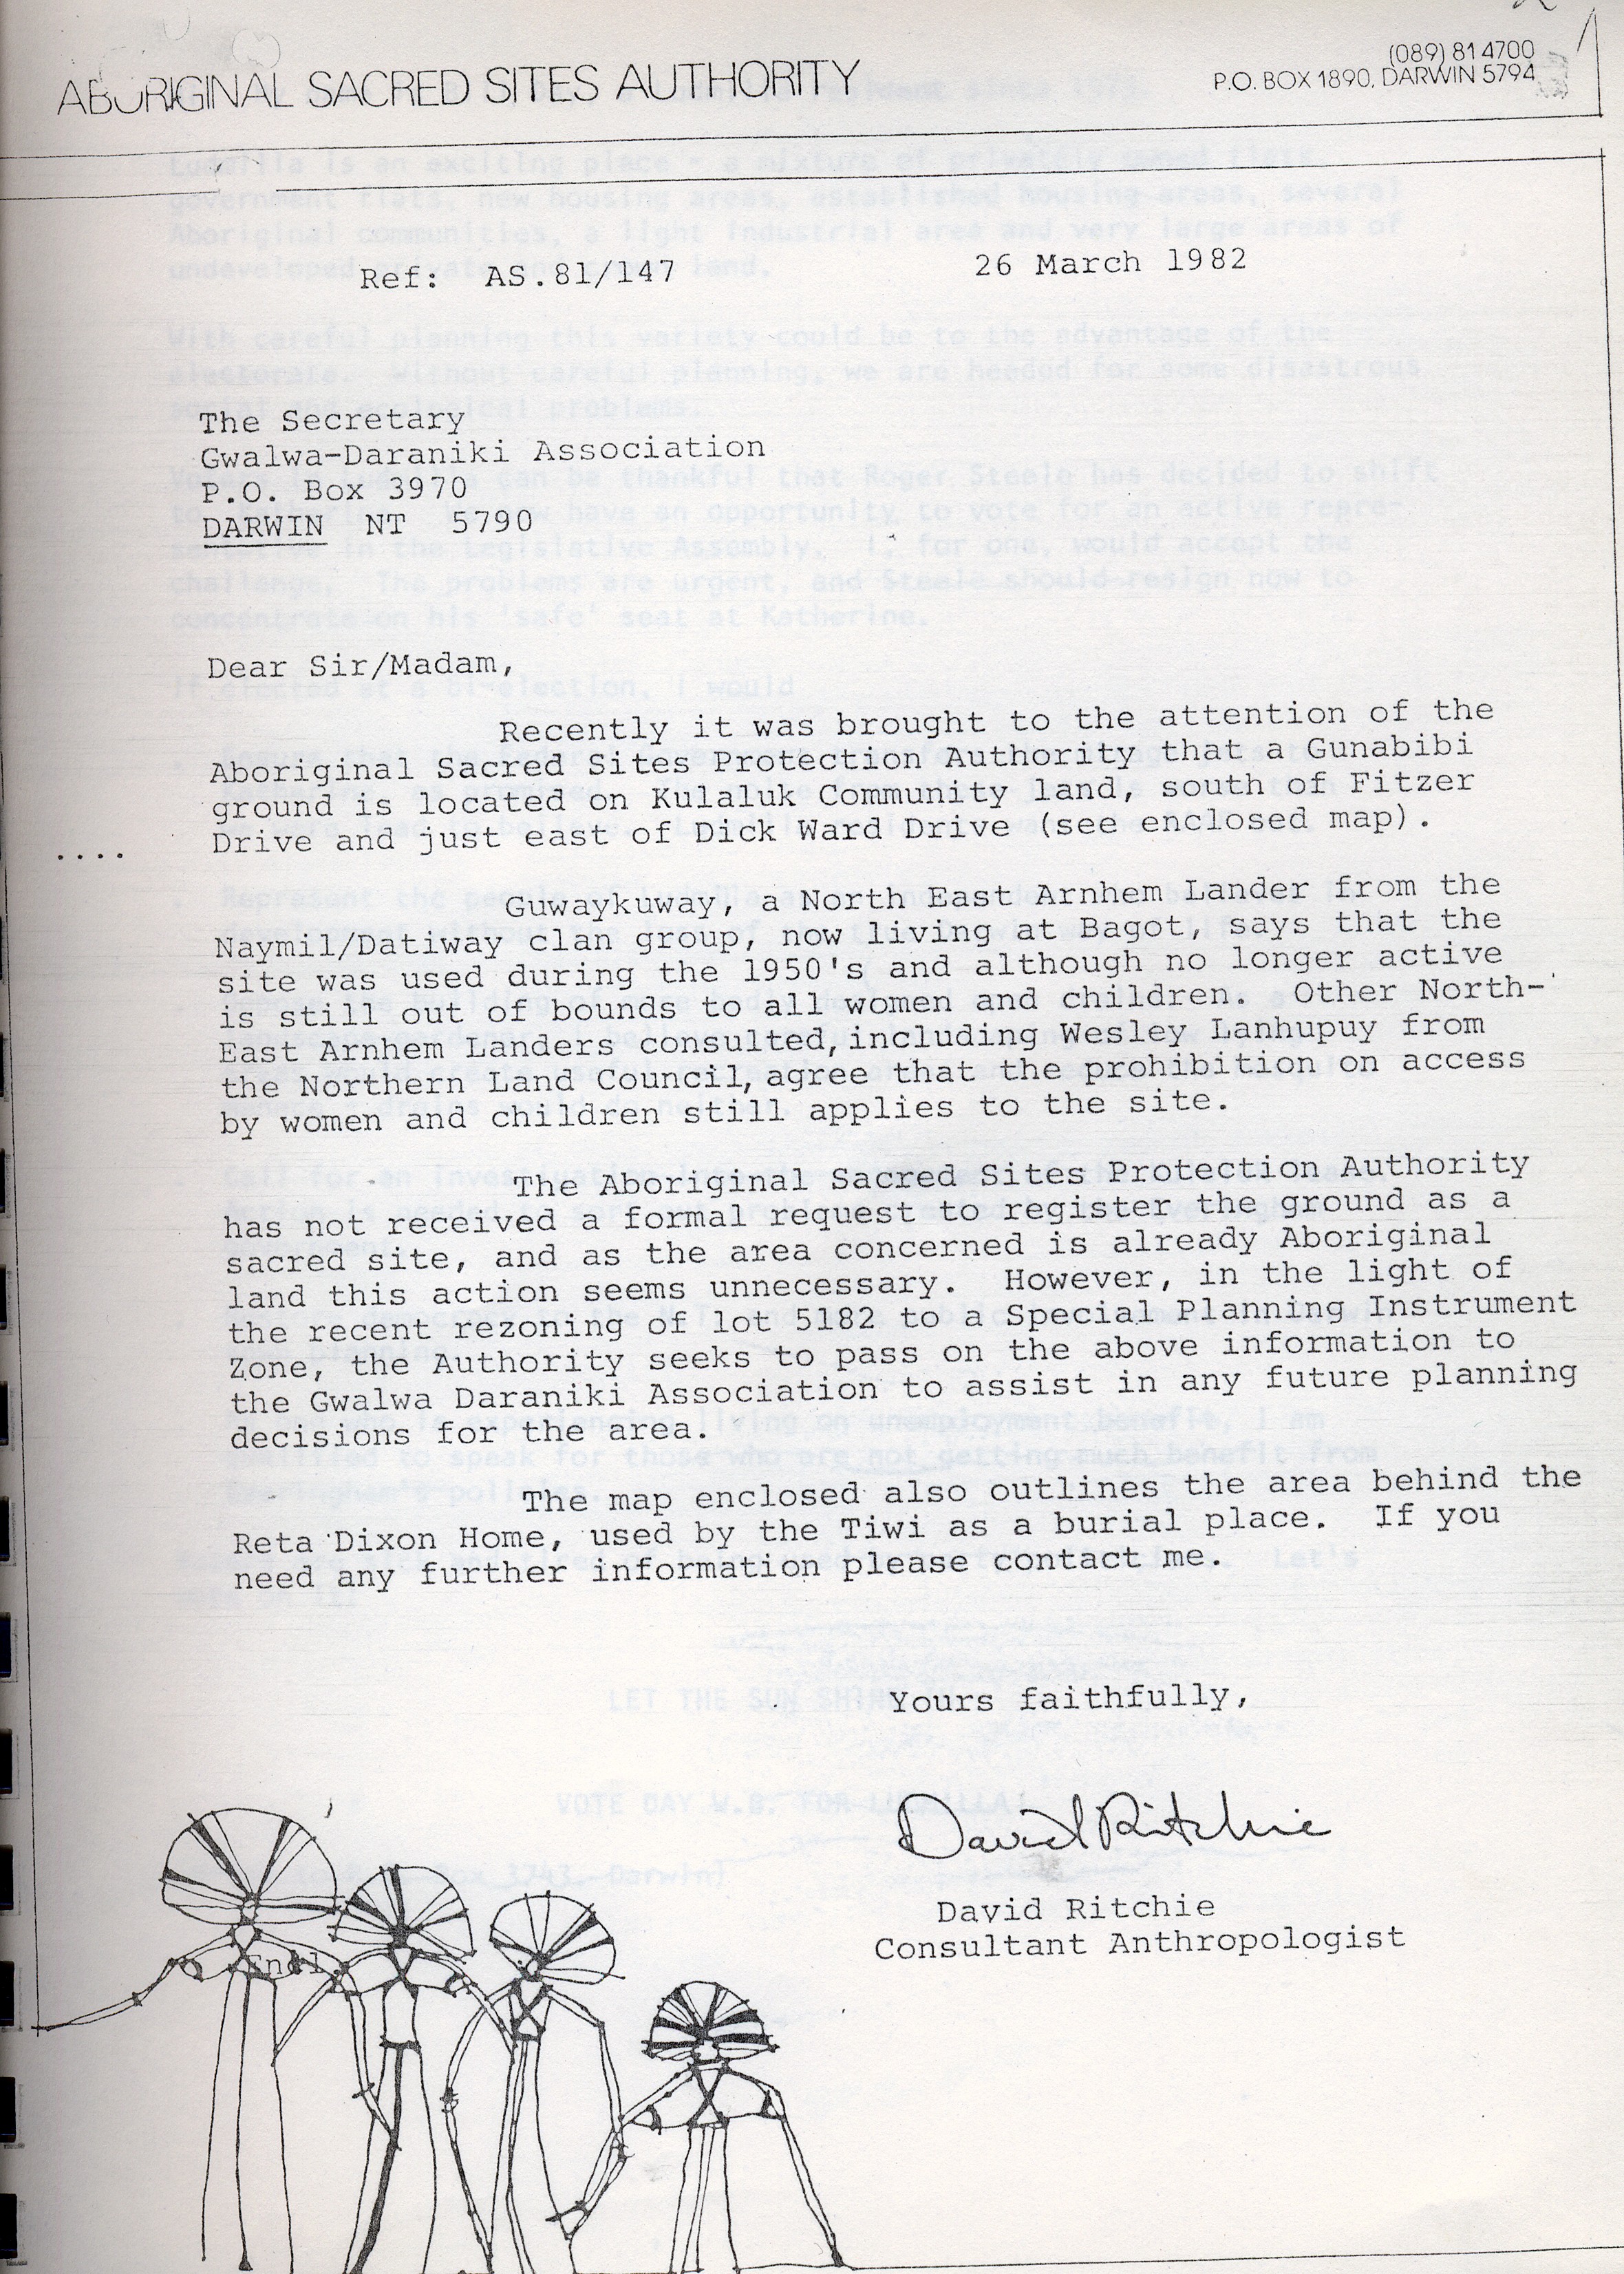 ABORIGINAL SACRED SITES AUTHORITY
(089) 81 4700
P.O. BOX 1890, DARWIN 5794
Ref: AS.81/147
26 March 1982
The Secretary
Gwalwa-Daraniki Association
P.O. Box 3970
DARWIN NT 5790
Dear Sir/Madam,
Recently it was brought to the attention of the
Aboriginal Sacred Sites Protection Authority that a Gunabibi
ground is located on Kulaluk Community land, south of Fitzer
Drive and just east of Dick Ward Drive (see enclosed map).
....
Guwaykuway, a North East Arnhem Lander from the
Naymil/Datiway clan group, now living at Bagot, says that the
site was used during the 1950's and although no longer active
is still out of bounds to all women and children. Other North-
East Arnhem Landers consulted, including Wesley Lanhupuy from
the Northern Land Council, agree that the prohibition on access
by women and children still applies to the site.
The Aboriginal Sacred Sites Protection Authority
has not received a formal request to register the ground as a
sacred site, and as the area concerned is already Aboriginal
land this action seems unnecessary. However, in the light of
the recent rezoning of lot 5182 to a Special Planning Instrument
Zone, the Authority seeks to pass on the above information to
the Gwalwa Daraniki Association to assist in any future planning
decisions for the area.
The map enclosed also outlines the area behind the
Reta Dixon Home, used by the Tiwi as a burial place. If you
need any further information please contact me.
Yours faithfully,
David Ritchie
David Ritchie
Consultant Anthropologist
Encl.